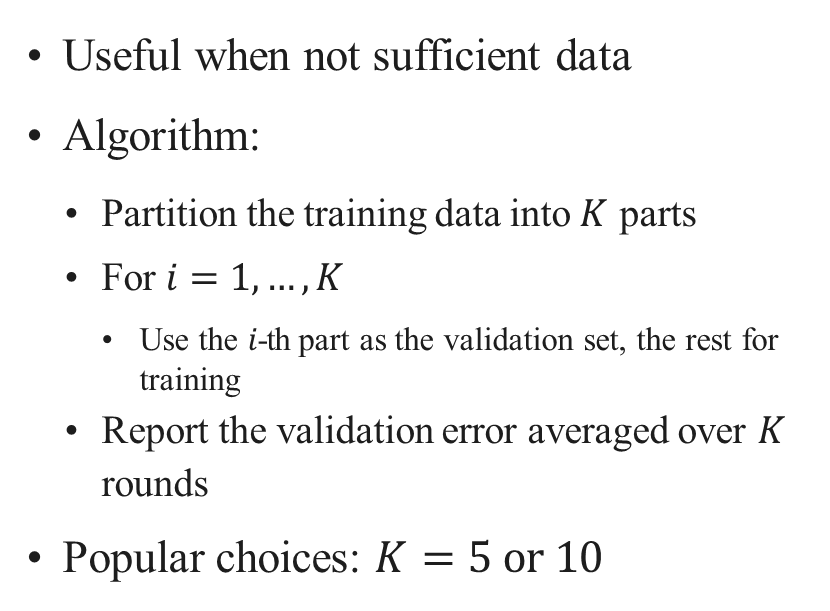 • Useful when not sufficient data
• Algorithm:
• Partition the training data into K parts
• For i = 1, … , K
• Use the i-th part as the validation set, the rest for
training
• Report the validation error averaged over K
rounds
• Popular choices: K = 5 or 10